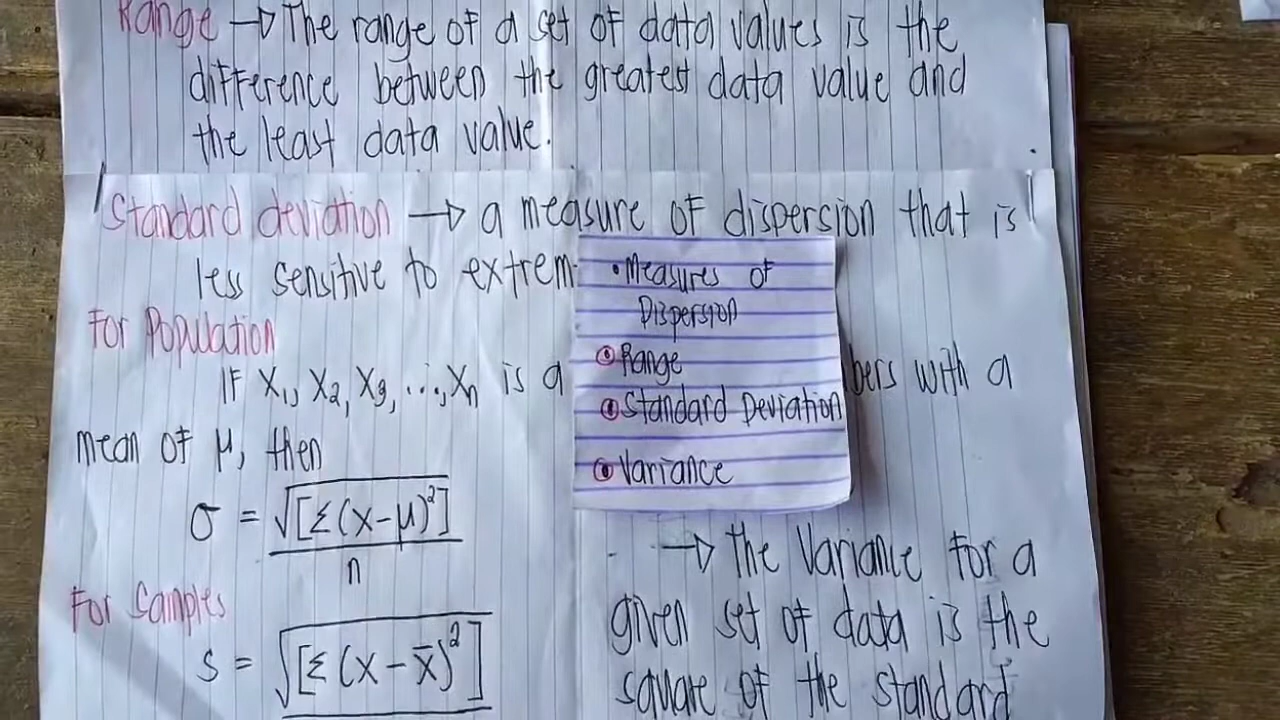 Range → The range of a set of data values is the
difference between the greatest data value and
the least data value.
Standard deviation → a measure of dispersion that is
less sensitive to extrem
For Population
If X₁, X₂, X₃, ..., Xn is a bers with a
mean of μ, then
σ = √[Σ(x-μ)²]
n
For Samples
s = √[Σ(x-x̄)²]
• Measures of
Dispersion
Range
Standard Deviation
Variance
→ The Variance for a
given set of data is the
square of the standard